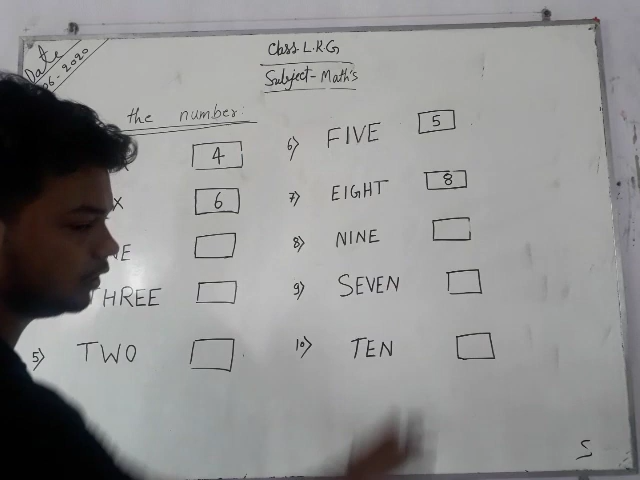 Date
06-2020
Class L.K.G
Subject-Math's
the number:
4
X 6
NE
THREE
5) TWO
6) FIVE 5
7) EIGHT 8
8) NINE
9) SEVEN
10) TEN
S